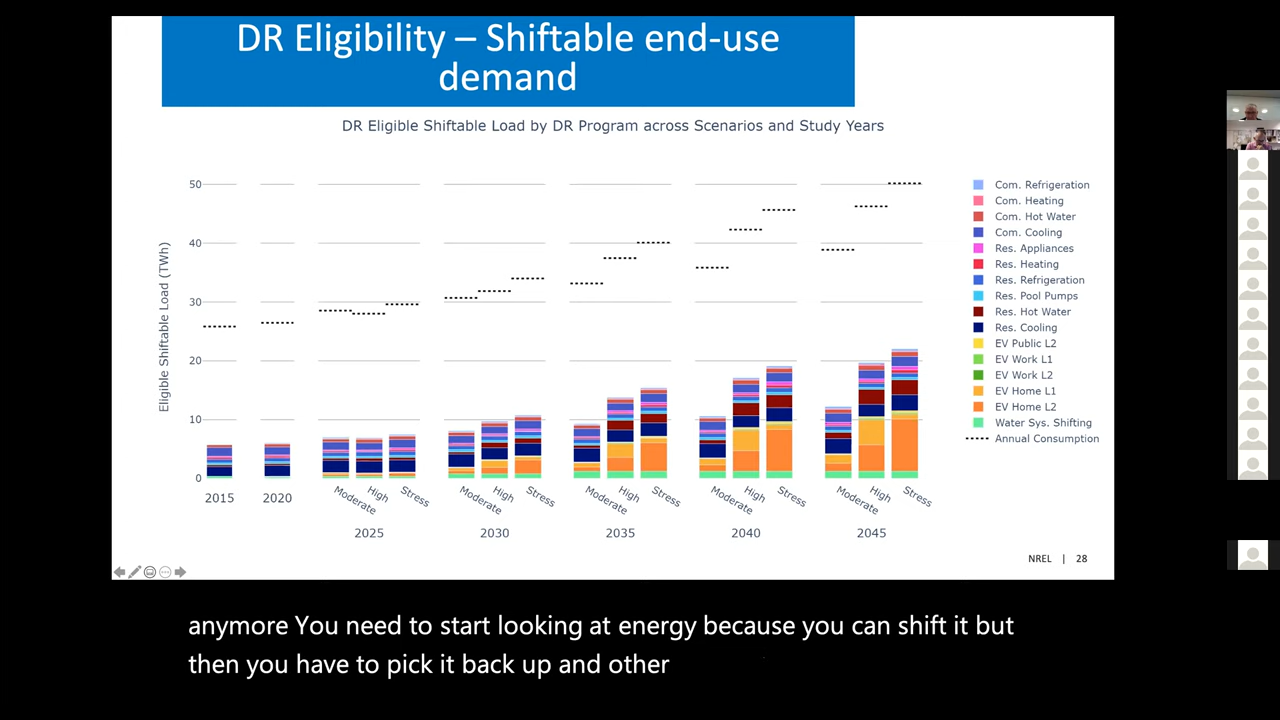 DR Eligibility – Shiftable end-use
demand
DR Eligible Shiftable Load by DR Program across Scenarios and Study Years
Eligible Shiftable Load (TWh)
50
40
30
20
10
0
2015
2020
Moderate
High
Stress
2025
Moderate
High
Stress
2030
Moderate
High
Stress
2035
Moderate
High
Stress
2040
Moderate
High
Stress
2045
Com. Refrigeration
Com. Heating
Com. Hot Water
Com. Cooling
Res. Appliances
Res. Heating
Res. Refrigeration
Res. Pool Pumps
Res. Hot Water
Res. Cooling
EV Public L2
EV Work L1
EV Work L2
EV Home L1
EV Home L2
Water Sys. Shifting
Annual Consumption
NREL | 28
anymore You need to start looking at energy because you can shift it but
then you have to pick it back up and other